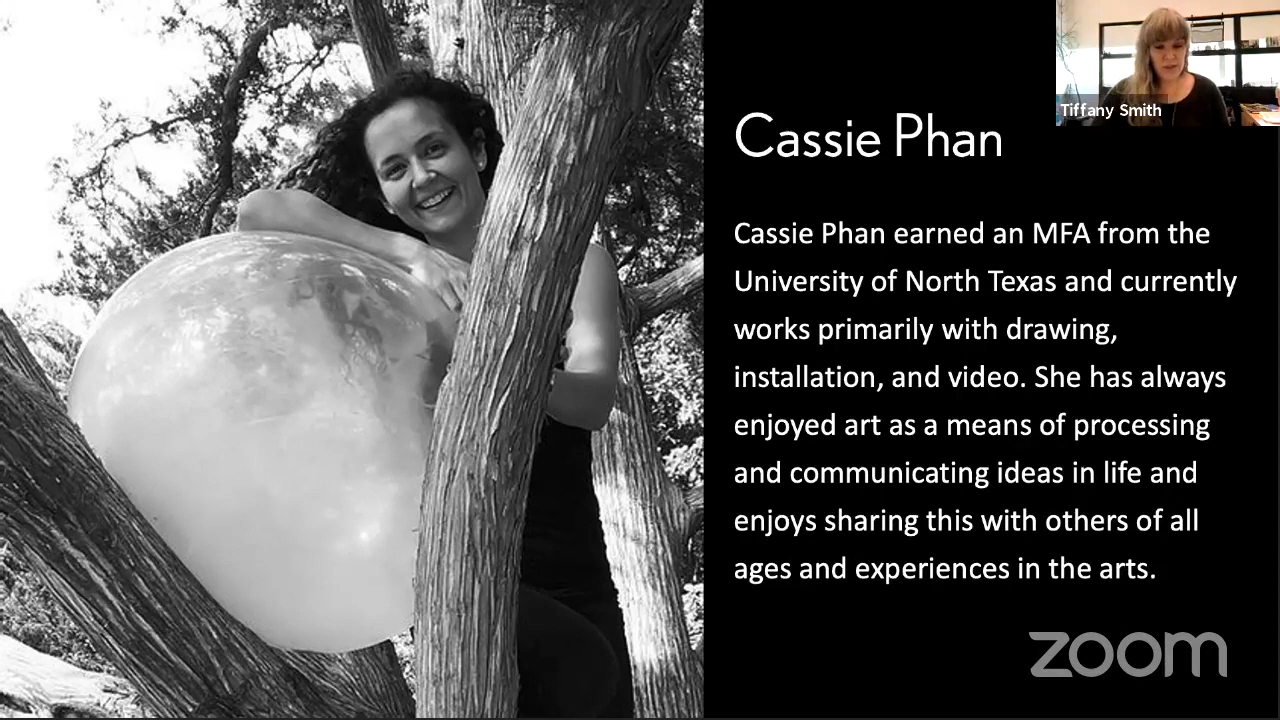 Tiffany Smith
Cassie Phan
Cassie Phan earned an MFA from the
University of North Texas and currently
works primarily with drawing,
installation, and video. She has always
enjoyed art as a means of processing
and communicating ideas in life and
enjoys sharing this with others of all
ages and experiences in the arts.
zoom